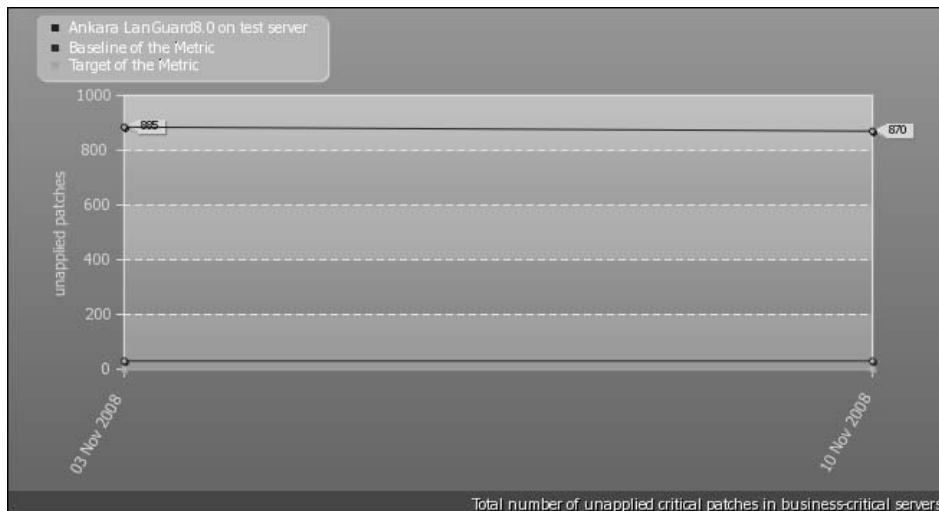 Ankara LanGuard8.0 on test server
Baseline of the Metric
Target of the Metric
1000
800
600
400
200
0
unapplied patches
885
870
03 Nov 2008
10 Nov 2008
Total number of unapplied critical patches in business-critical servers